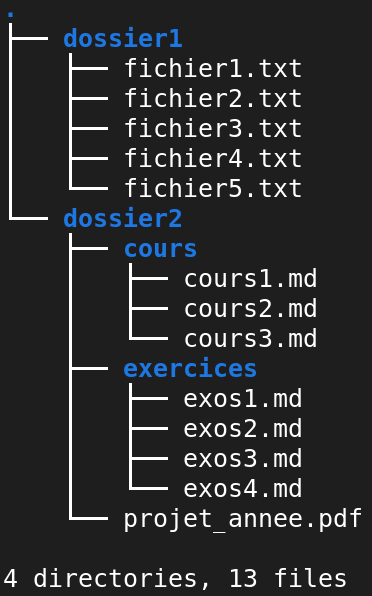 .
├── dossier1
│   ├── fichier1.txt
│   ├── fichier2.txt
│   ├── fichier3.txt
│   ├── fichier4.txt
│   └── fichier5.txt
└── dossier2
    ├── cours
    │   ├── cours1.md
    │   ├── cours2.md
    │   └── cours3.md
    ├── exercices
    │   ├── exos1.md
    │   ├── exos2.md
    │   ├── exos3.md
    │   └── exos4.md
    └── projet_annee.pdf

4 directories, 13 files